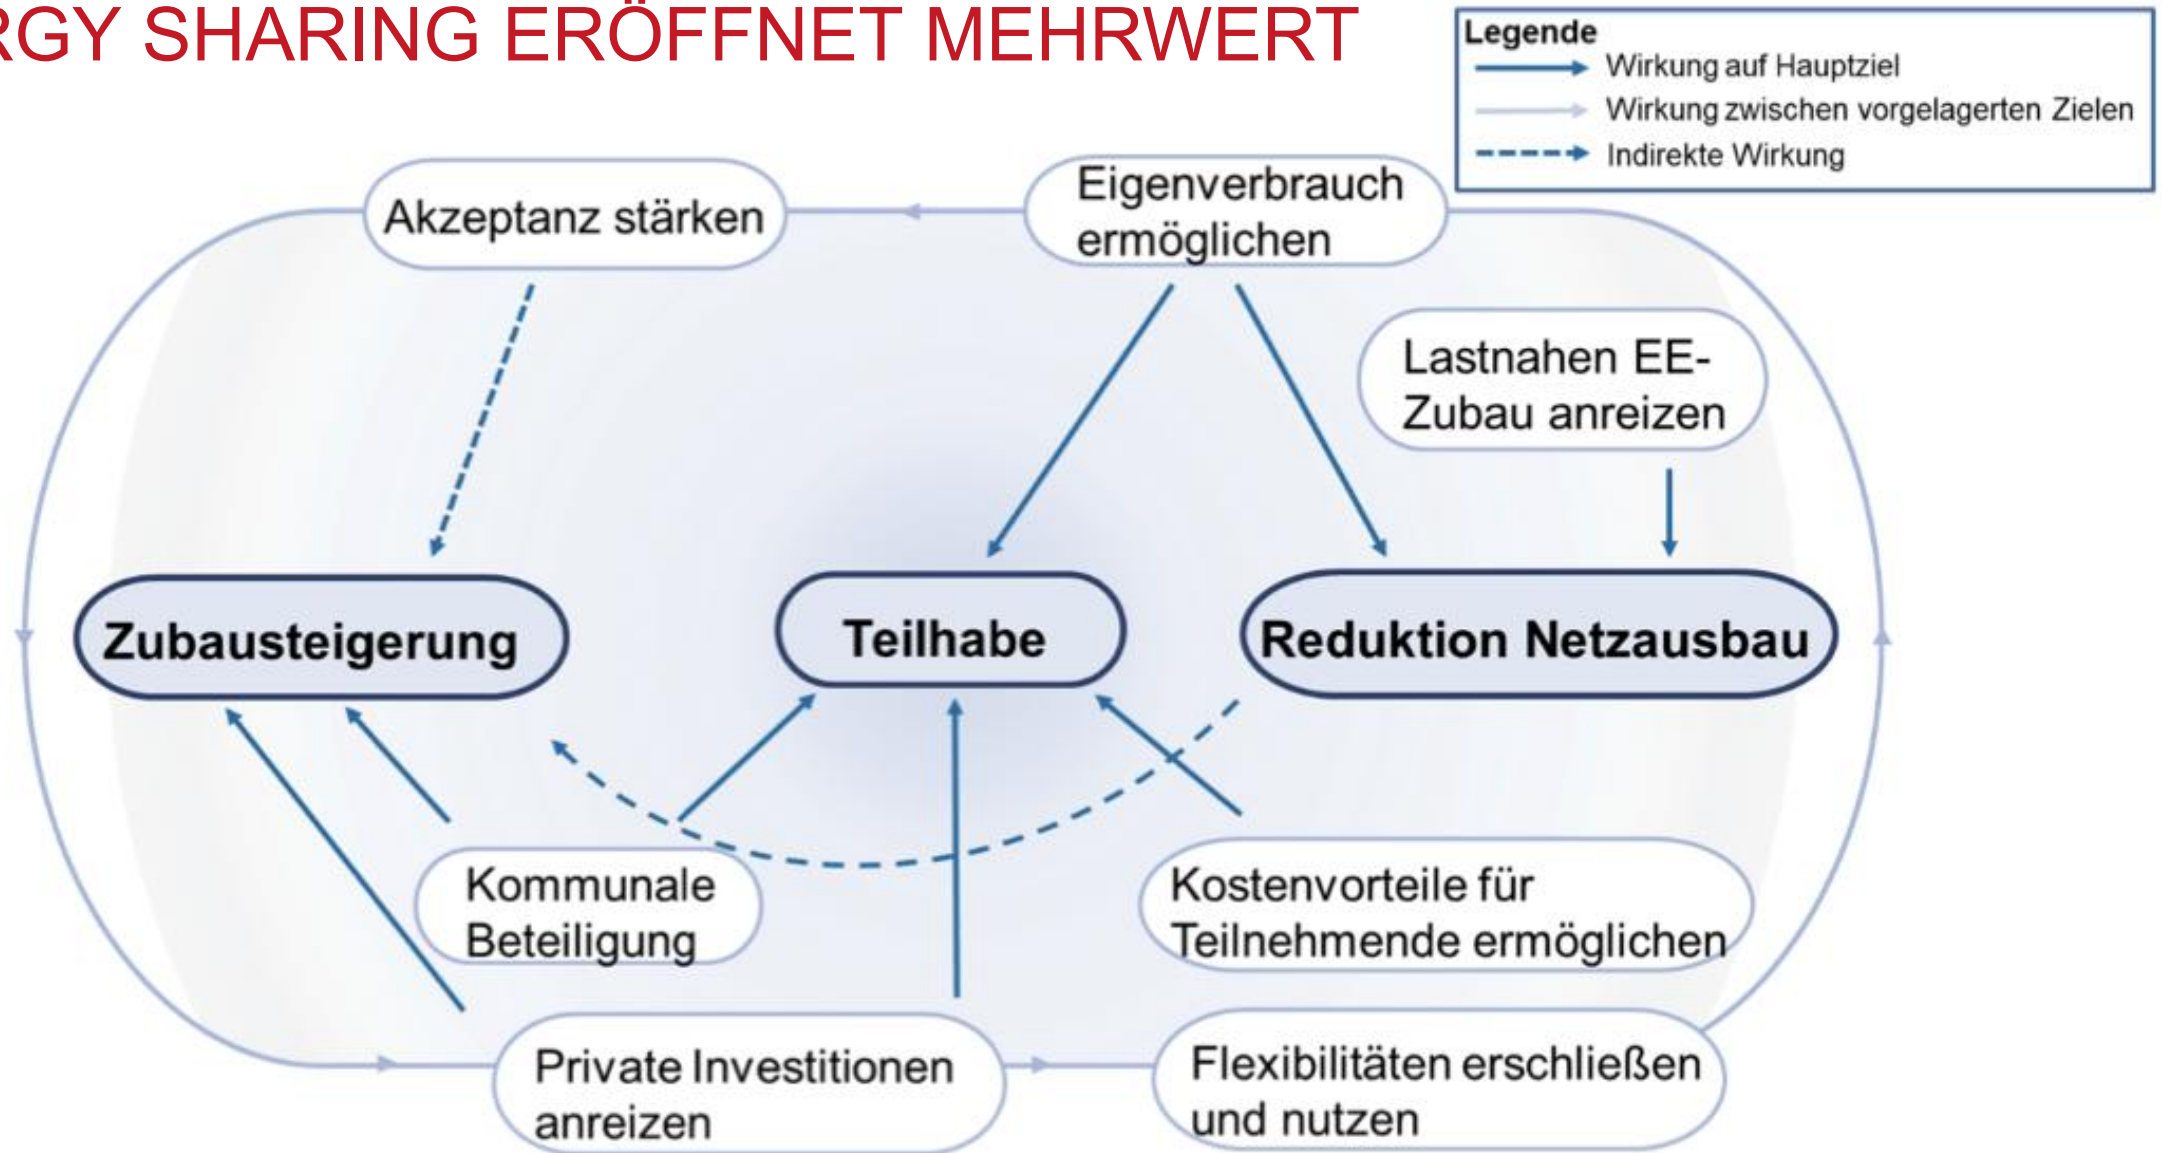 RGY SHARING ERÖFFNET MEHRWERT
Legende
Wirkung auf Hauptziel
Wirkung zwischen vorgelagerten Zielen
Indirekte Wirkung
Akzeptanz stärken
Eigenverbrauch
ermöglichen
Lastnahen EE-
Zubau anreizen
Zubausteigerung
Teilhabe
Reduktion Netzausbau
Kommunale
Beteiligung
Kostenvorteile für
Teilnehmende ermöglichen
Private Investitionen
anreizen
Flexibilitäten erschließen
und nutzen